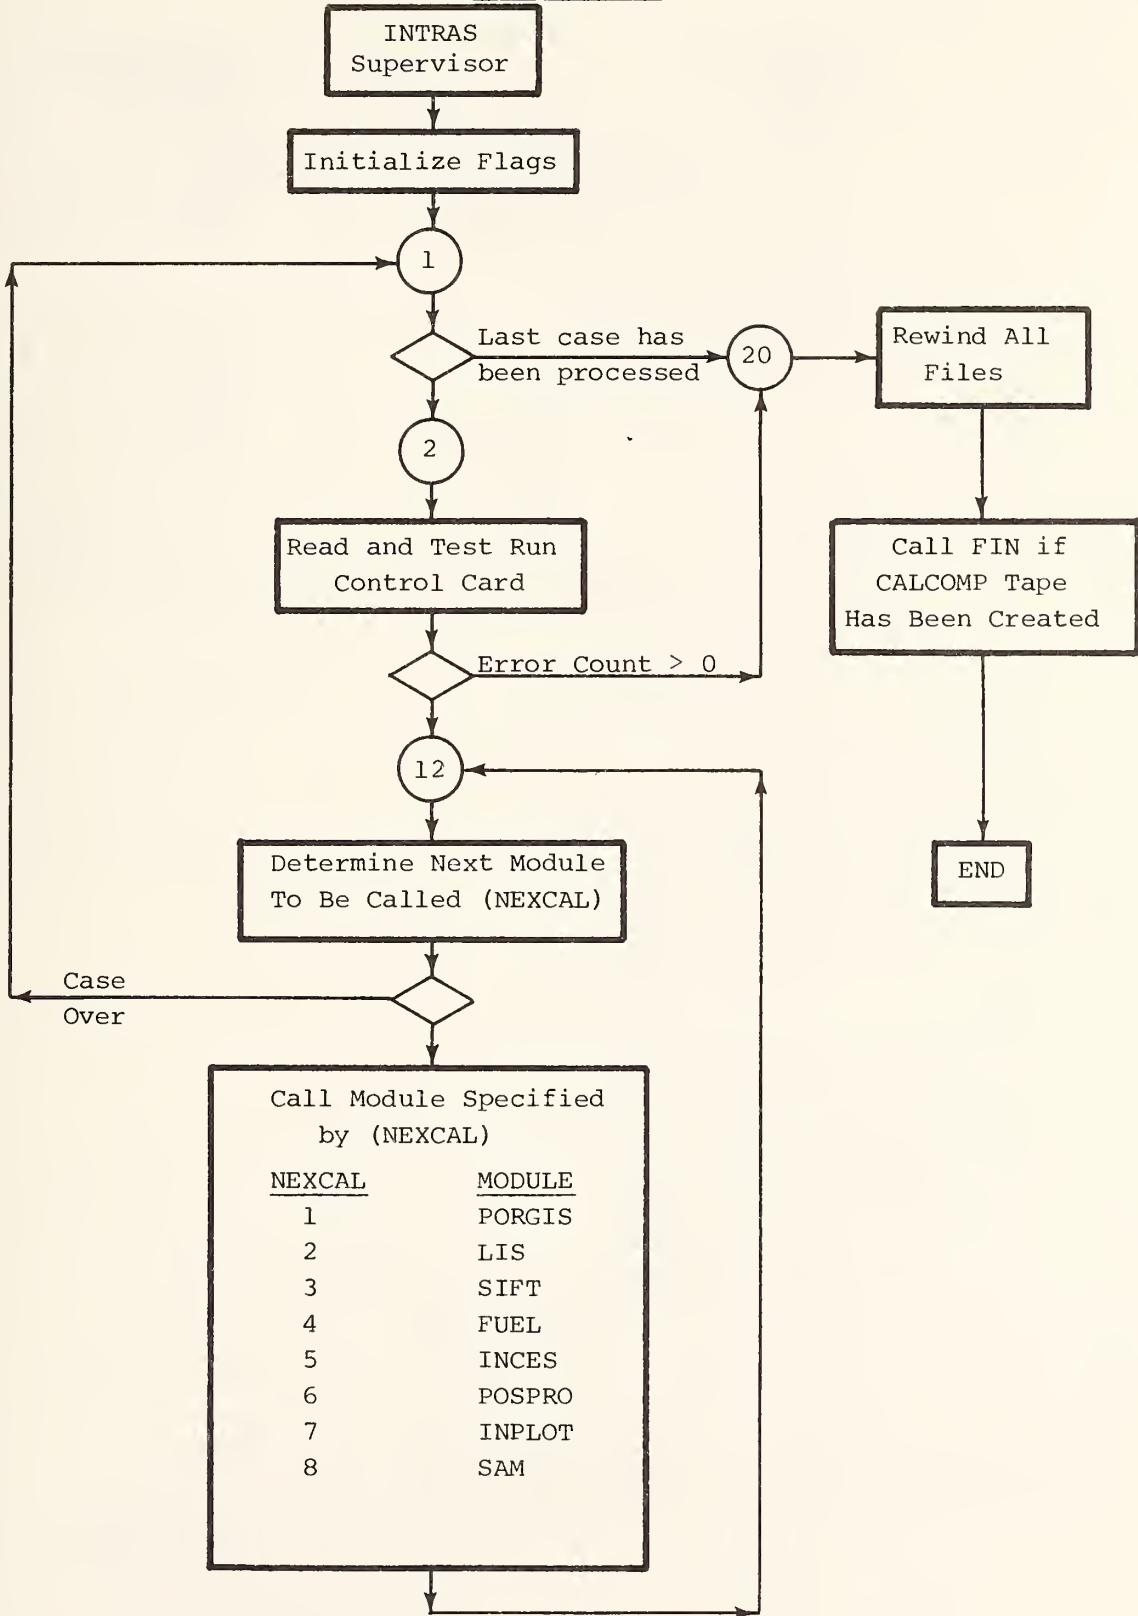 INTRAS
Supervisor
Initialize Flags
1
Last case has
been processed
20
Rewind All
Files
2
Read and Test Run
Control Card
Call FIN if
CALCOMP Tape
Has Been Created
Error Count > 0
12
Determine Next Module
To Be Called (NEXCAL)
END
Case
Over
Call Module Specified
by (NEXCAL)
NEXCAL MODULE
1 PORGIS
2 LIS
3 SIFT
4 FUEL
5 INCES
6 POSPRO
7 INPLOT
8 SAM